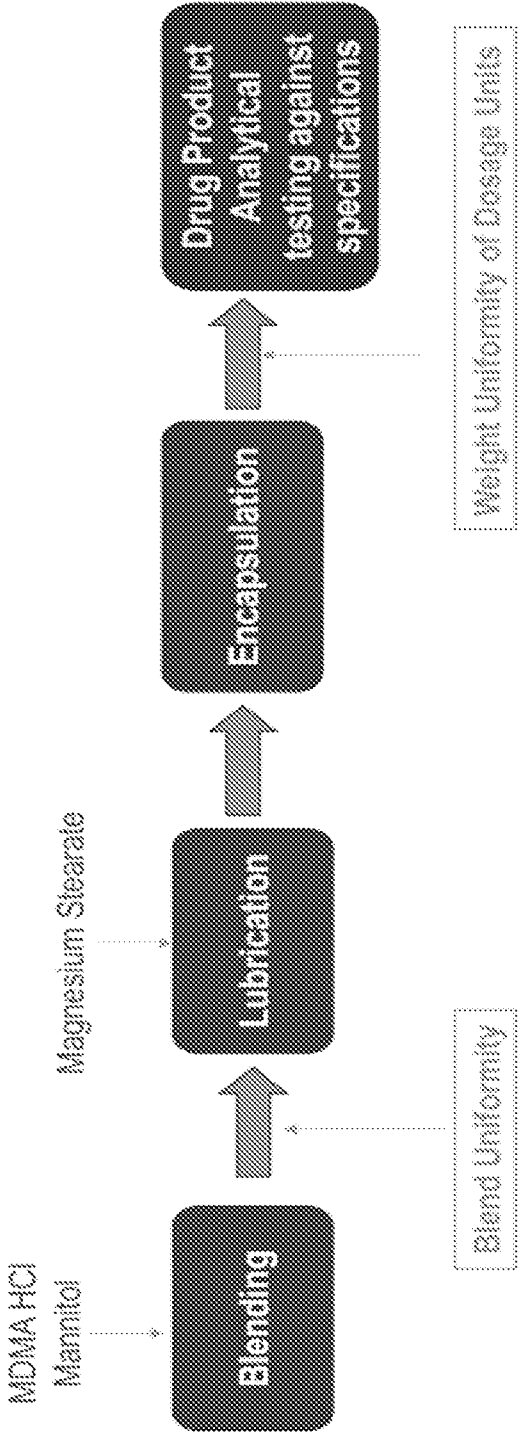 MDMA HCl
Mannitol
Blending
Blend Uniformity
Magnesium Stearate
Lubrication
Encapsulation
Weight Uniformity of Dosage Units
Drug Product
Analytical
testing against
specifications